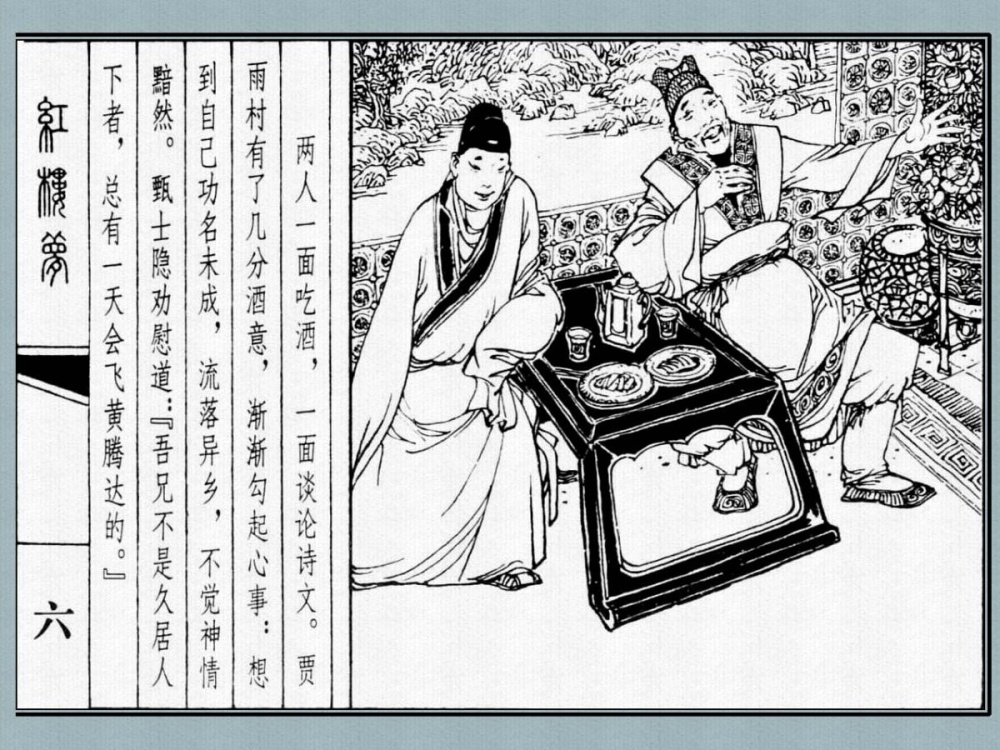 两人一面吃酒，一面谈论诗文。贾
雨村有了几分酒意，渐渐勾起心事：想
到自己功名未成，流落异乡，不觉神情
黯然。甄士隐劝慰道：『吾兄不是久居人
下者，总有一天会飞黄腾达的。』
紅樓夢
六